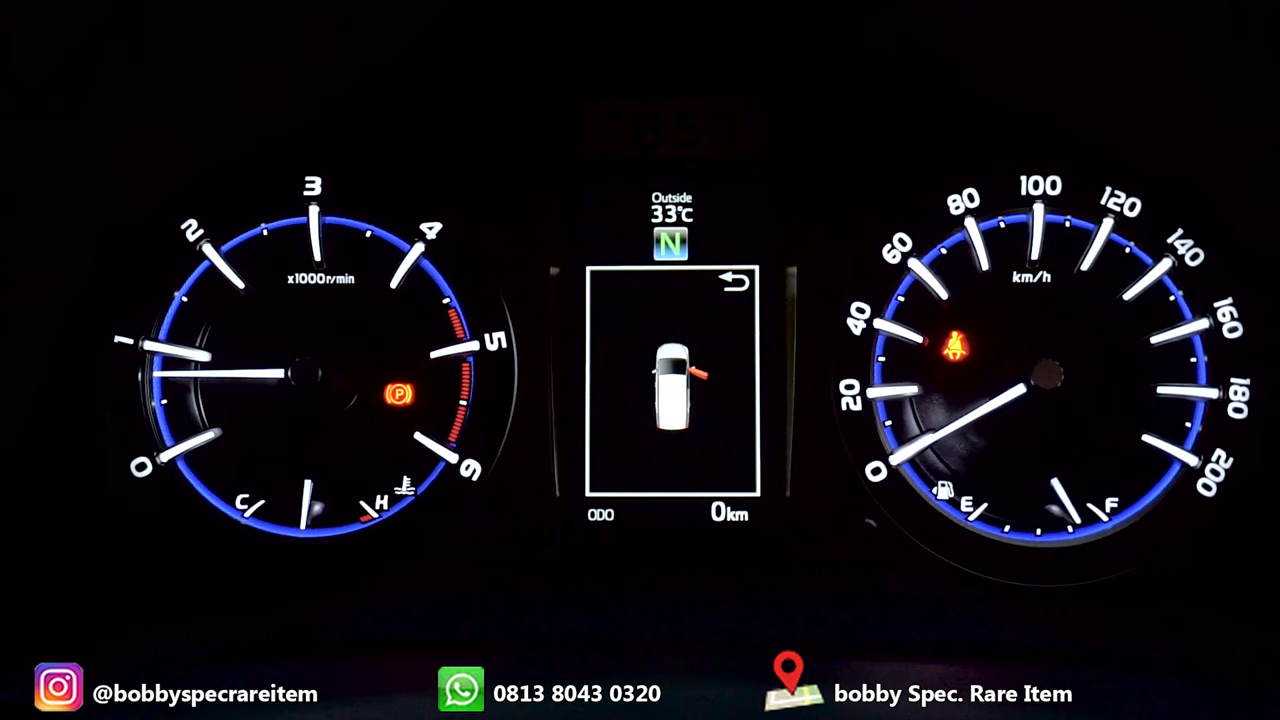 Outside
33°C
N
3
2
4
x1000r/min
1
5
P
0
6
C
H
ODO
0km
100
80
120
60
140
km/h
40
160
20
180
0
200
E
F
@bobbyspecrareitem
0813 8043 0320
bobby Spec. Rare Item